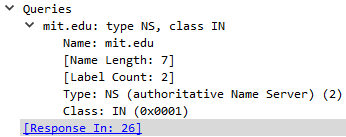 Queries
mit.edu: type NS, class IN
Name: mit.edu
[Name Length: 7]
[Label Count: 2]
Type: NS (authoritative Name Server) (2)
Class: IN (0x0001)
[Response In: 26]